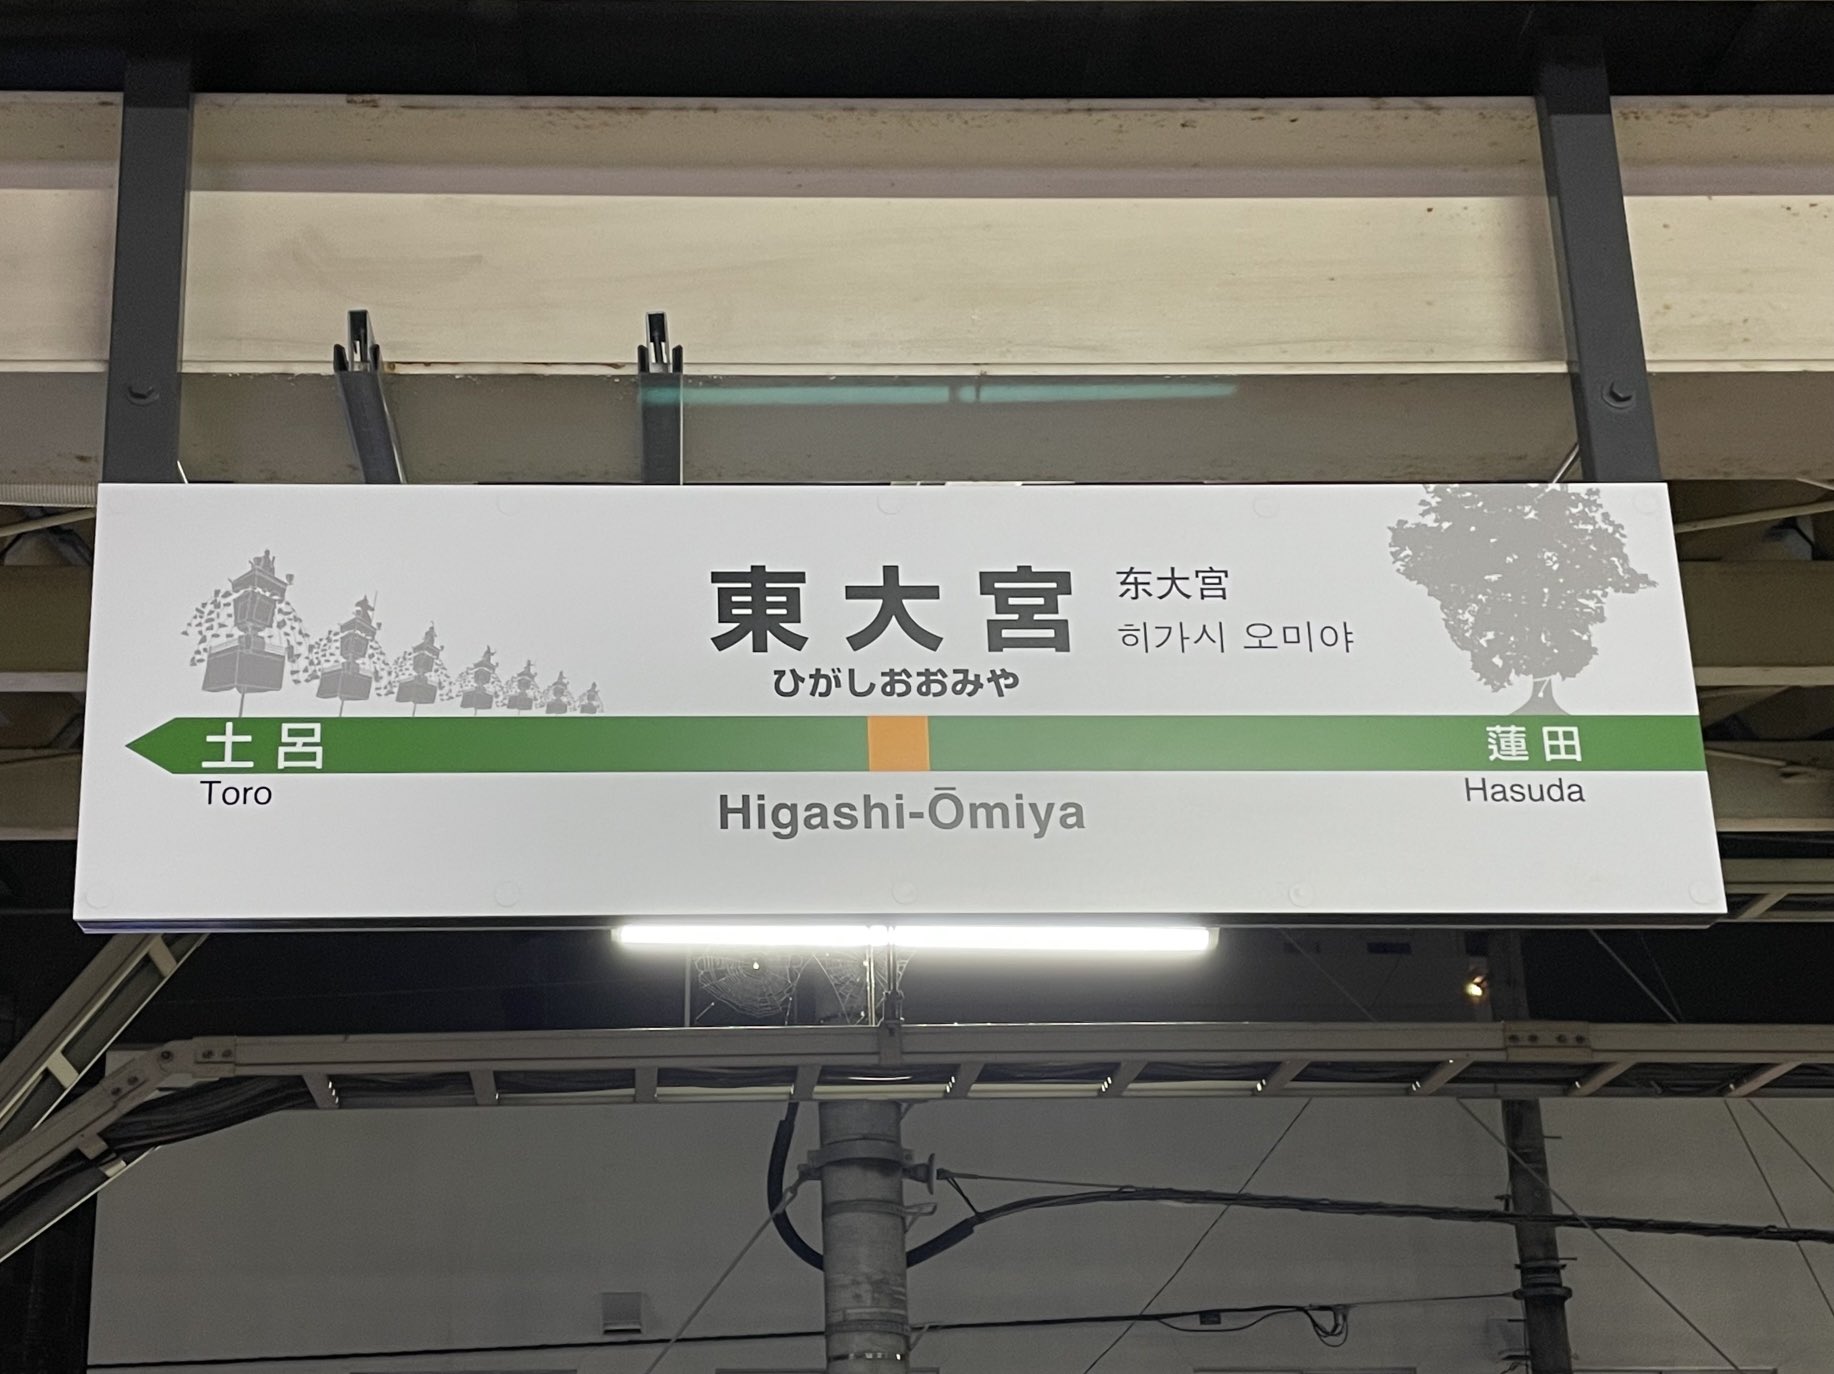 東大宮
东大宫
히가시 오미야
ひがしおおみや
土呂
蓮田
Toro
Higashi-Ōmiya
Hasuda